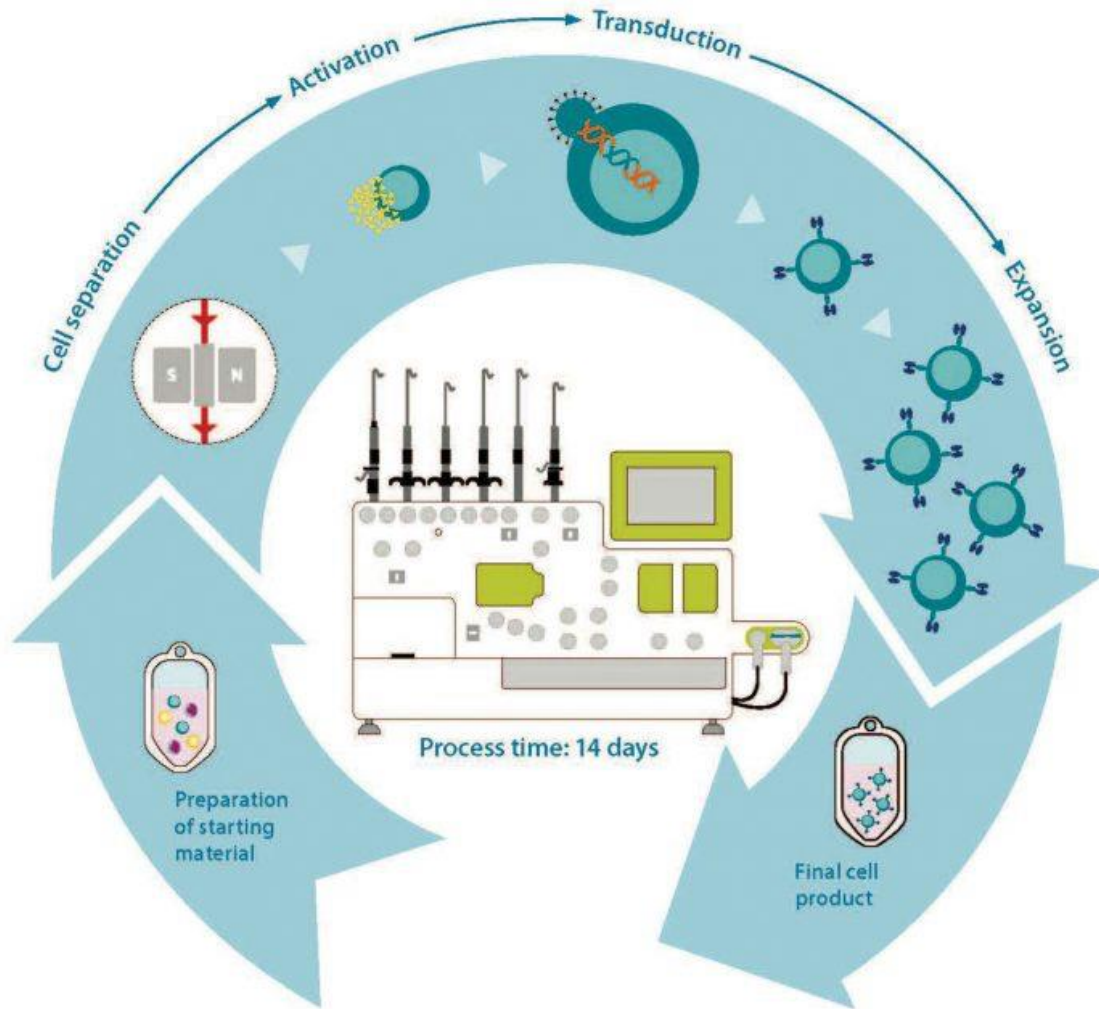 Cell separation
Activation
Transduction
Expansion
S
N
Process time: 14 days
Preparation
of starting
material
Final cell
product